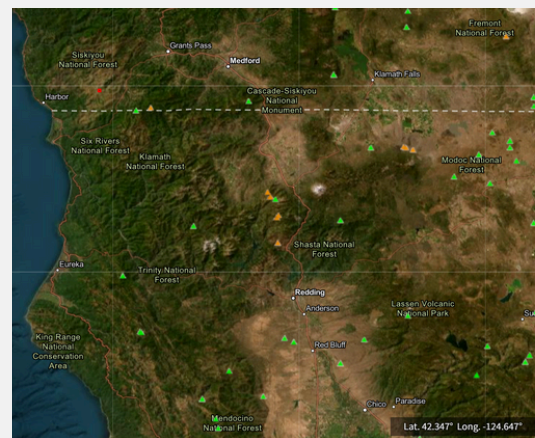 Fremont
National Forest
Siskiyou
National Forest
Grants Pass
Medford
Klamath Falls
Harbor
Cascade-Siskiyou
National
Monument
Six Rivers
National Forest
Klamath
National Forest
Modoc National
Forest
Shasta National
Forest
Eureka
Trinity National
Forest
Redding
Anderson
Lassen Volcanic
National Park
King Range
National
Conservation
Area
Red Bluff
Chico
Paradise
Mendocino
National Forest
Lat. 42.347° Long. -124.647°